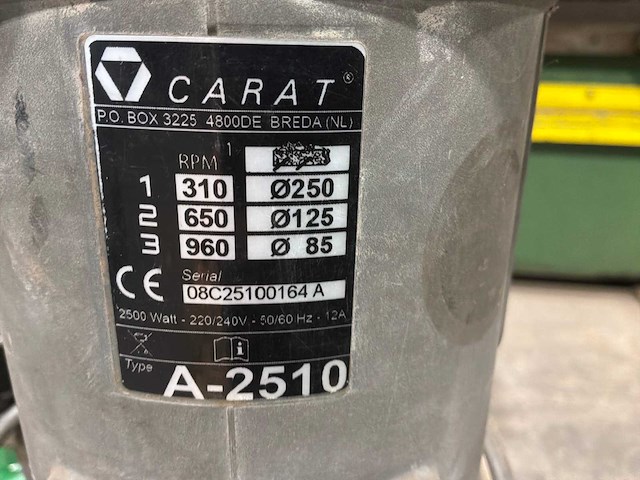 CARAT®
P.O. BOX 3225 4800DE BREDA (NL)
RPM 1
1 310 Ø250
2 650 Ø125
3 960 Ø 85
CE Serial
08C25100164 A
2500 Watt - 220/240V - 50/60 Hz - 12A
i
Type A-2510